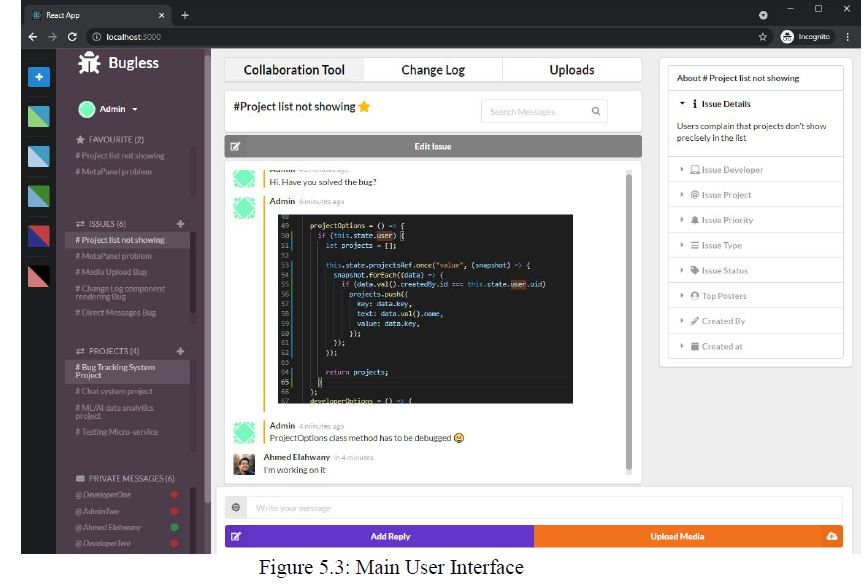 React App
localhost:3000
Incognito
Bugless
Admin
FAVOURITE (2)
# Project list not showing
# MetaPanel problem
ISSUES (6)
# Project list not showing
# MetaPanel problem
# Media Upload Bug
# Change Log component
rendering Bug
# Direct Messages Bug
PROJECTS (4)
# Bug Tracking System
Project
# Chat system project
# ML/AI data analytics
project
# Testing Micro-service
PRIVATE MESSAGES (6)
@ DeveloperOne
@ AdminTwo
@ Ahmed Elahwany
@ DeveloperTwo
Collaboration Tool
Change Log
Uploads
#Project list not showing
Search Messages
Edit Issue
Admin
Hi. Have you solved the bug?
Admin 6 minutes ago
48
49 projectOptions = () => {
50 if (this.state.user) {
51 let projects = [];
52
53 this.state.projectsRef.once("value", (snapshot) => {
54 snapshot.forEach((data) => {
55 if (data.val().createdBy.id === this.state.user.uid)
56 projects.push({
57 key: data.key,
58 text: data.val().name,
59 value: data.key,
60 });
61 });
62 });
63
64 return projects;
65 }
66 };
67 developerOptions = () => {
Admin 4 minutes ago
ProjectOptions class method has to be debugged 
Ahmed Elahwany in 4 minutes
I'm working on it
Write your message
Add Reply
Upload Media
About # Project list not showing
Issue Details
Users complain that projects don't show
precisely in the list
Issue Developer
Issue Project
Issue Priority
Issue Type
Issue Status
Top Posters
Created By
Created at
Figure 5.3: Main User Interface